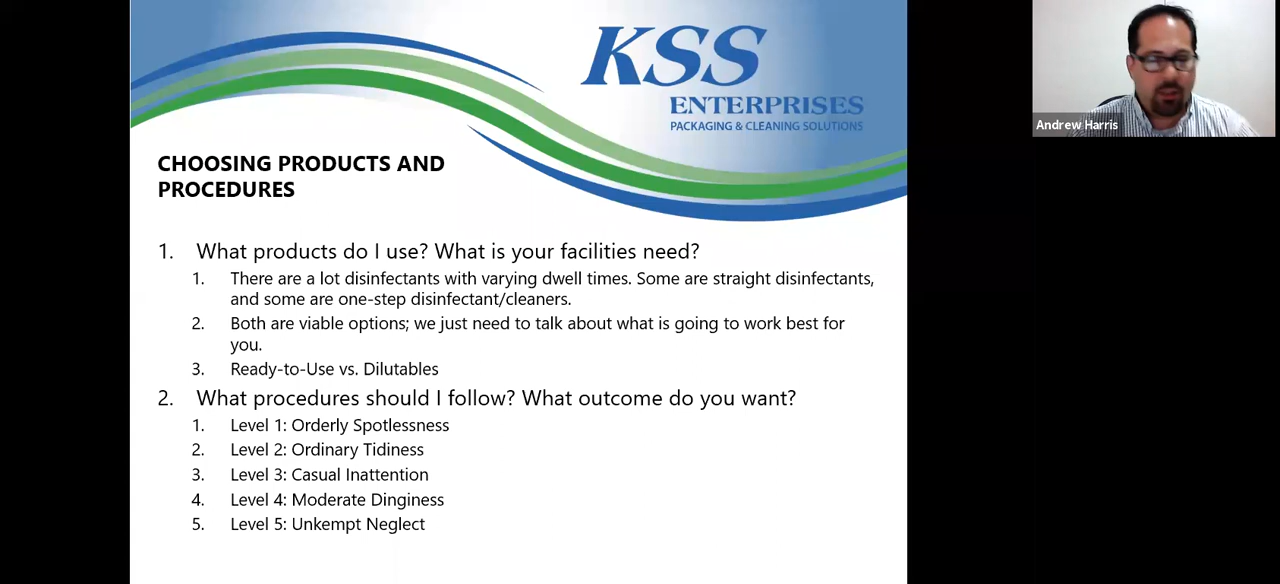 KSS
ENTERPRISES
PACKAGING & CLEANING SOLUTIONS
Andrew Harris
CHOOSING PRODUCTS AND
PROCEDURES
1. What products do I use? What is your facilities need?
1. There are a lot disinfectants with varying dwell times. Some are straight disinfectants,
and some are one-step disinfectant/cleaners.
2. Both are viable options; we just need to talk about what is going to work best for
you.
3. Ready-to-Use vs. Dilutables
2. What procedures should I follow? What outcome do you want?
1. Level 1: Orderly Spotlessness
2. Level 2: Ordinary Tidiness
3. Level 3: Casual Inattention
4. Level 4: Moderate Dinginess
5. Level 5: Unkempt Neglect